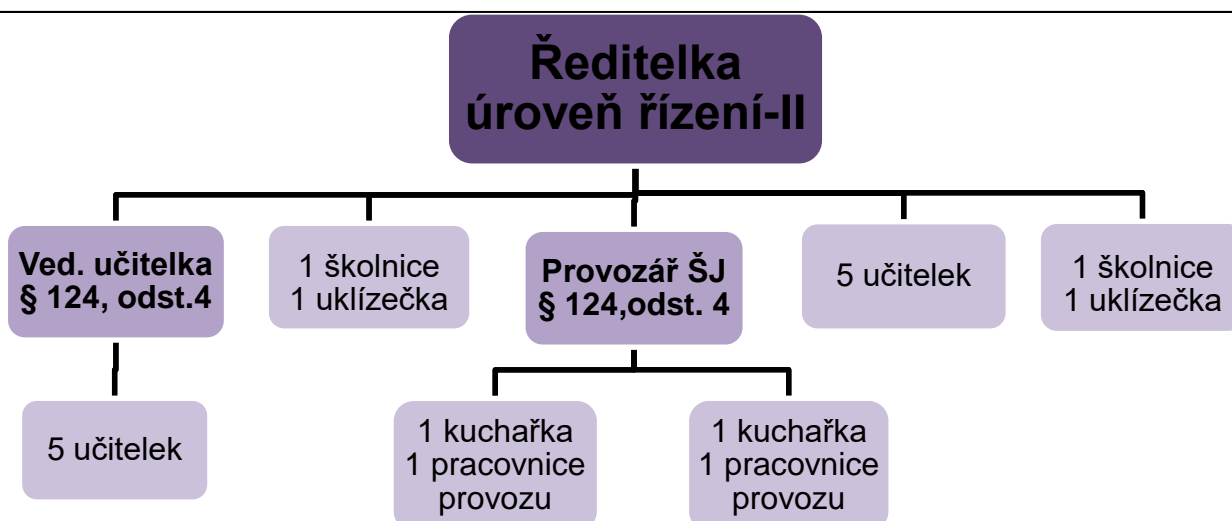 Ředitelka
úroveň řízení-II
Ved. učitelka
§ 124, odst.4
1 školnice
1 uklízečka
Provozář ŠJ
§ 124,odst. 4
5 učitelek
1 školnice
1 uklízečka
5 učitelek
1 kuchařka
1 pracovnice
provozu
1 kuchařka
1 pracovnice
provozu